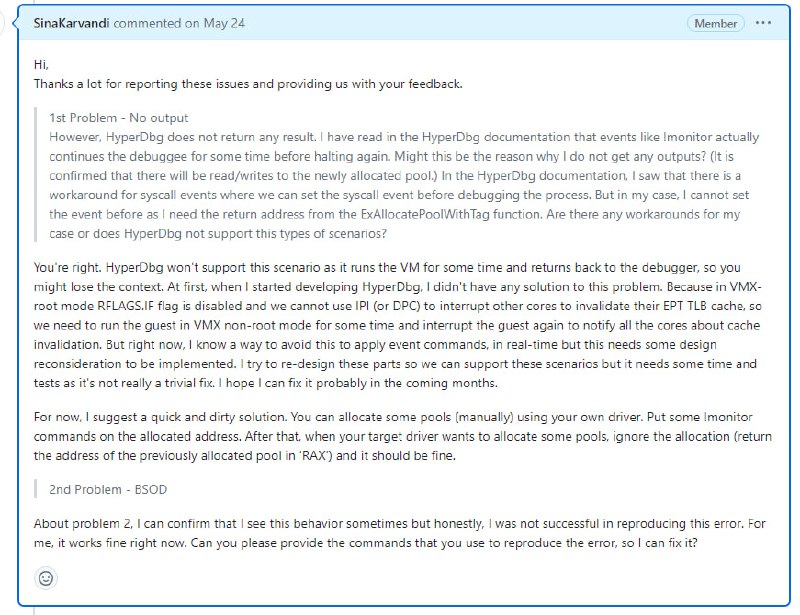 SinaKarvandi commented on May 24
Member
Hi,
Thanks a lot for reporting these issues and providing us with your feedback.
1st Problem - No output
However, HyperDbg does not return any result. I have read in the HyperDbg documentation that events like !monitor actually
continues the debuggee for some time before halting again. Might this be the reason why I do not get any outputs? (It is
confirmed that there will be read/writes to the newly allocated pool.) In the HyperDbg documentation, I saw that there is a
workaround for syscall events where we can set the syscall event before debugging the process. But in my case, I cannot set
the event before as I need the return address from the ExAllocatePoolWithTag function. Are there any workarounds for my
case or does HyperDbg not support this types of scenarios?
You're right. HyperDbg won't support this scenario as it runs the VM for some time and returns back to the debugger, so you
might lose the context. At first, when I started developing HyperDbg, I didn't have any solution to this problem. Because in VMX-
root mode RFLAGS.IF flag is disabled and we cannot use IPI (or DPC) to interrupt other cores to invalidate their EPT TLB cache, so
we need to run the guest in VMX non-root mode for some time and interrupt the guest again to notify all the cores about cache
invalidation. But right now, I know a way to avoid this to apply event commands, in real-time but this needs some design
reconsideration to be implemented. I try to re-design these parts so we can support these scenarios but it needs some time and
tests as it's not really a trivial fix. I hope I can fix it probably in the coming months.
For now, I suggest a quick and dirty solution. You can allocate some pools (manually) using your own driver. Put some !monitor
commands on the allocated address. After that, when your target driver wants to allocate some pools, ignore the allocation (return
the address of the previously allocated pool in 'RAX') and it should be fine.
2nd Problem - BSOD
About problem 2, I can confirm that I see this behavior sometimes but honestly, I was not successful in reproducing this error. For
me, it works fine right now. Can you please provide the commands that you use to reproduce the error, so I can fix it?